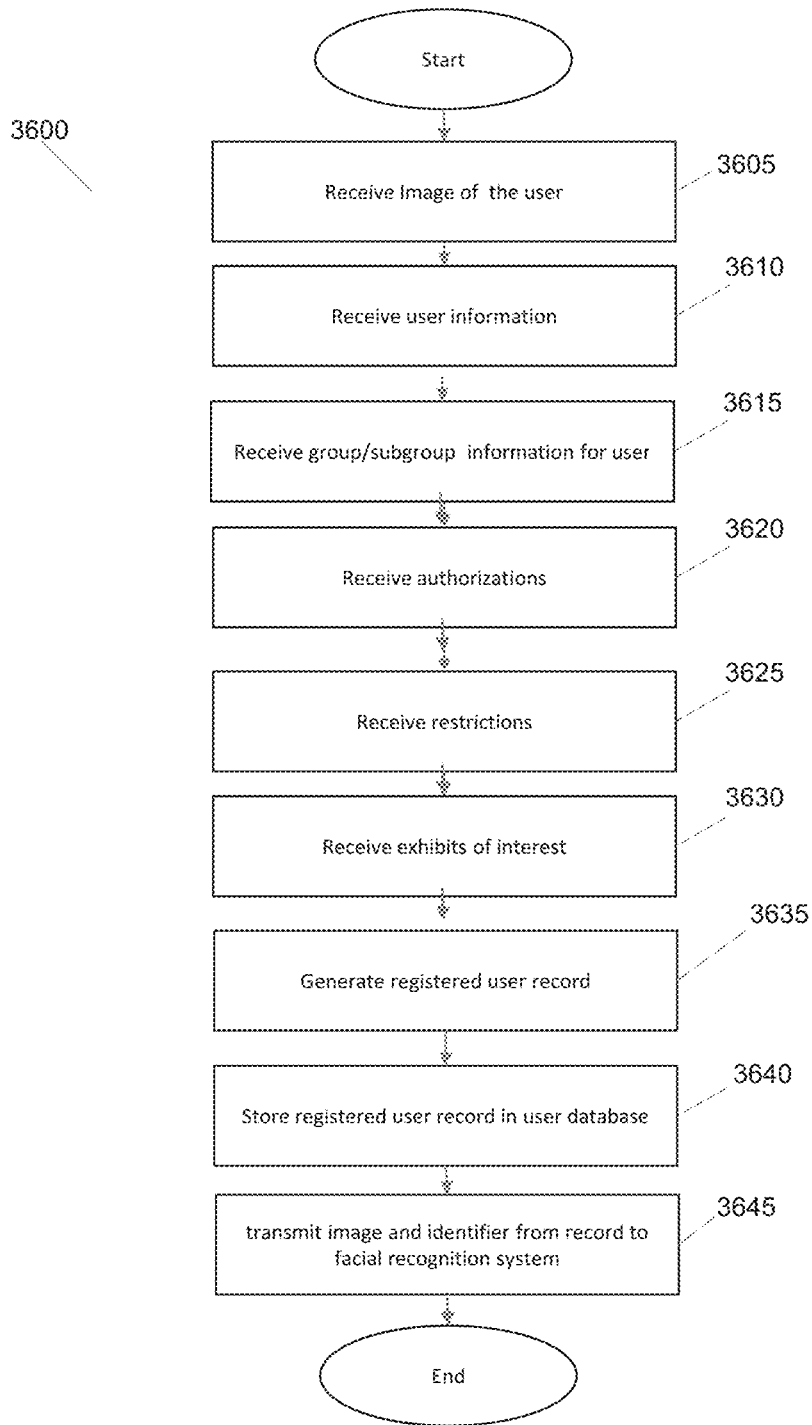 Start
3600
3605
Receive Image of the user
3610
Receive user information
3615
Receive group/subgroup information for user
3620
Receive authorizations
3625
Receive restrictions
3630
Receive exhibits of interest
3635
Generate registered user record
3640
Store registered user record in user database
3645
transmit image and identifier from record to
facial recognition system
End